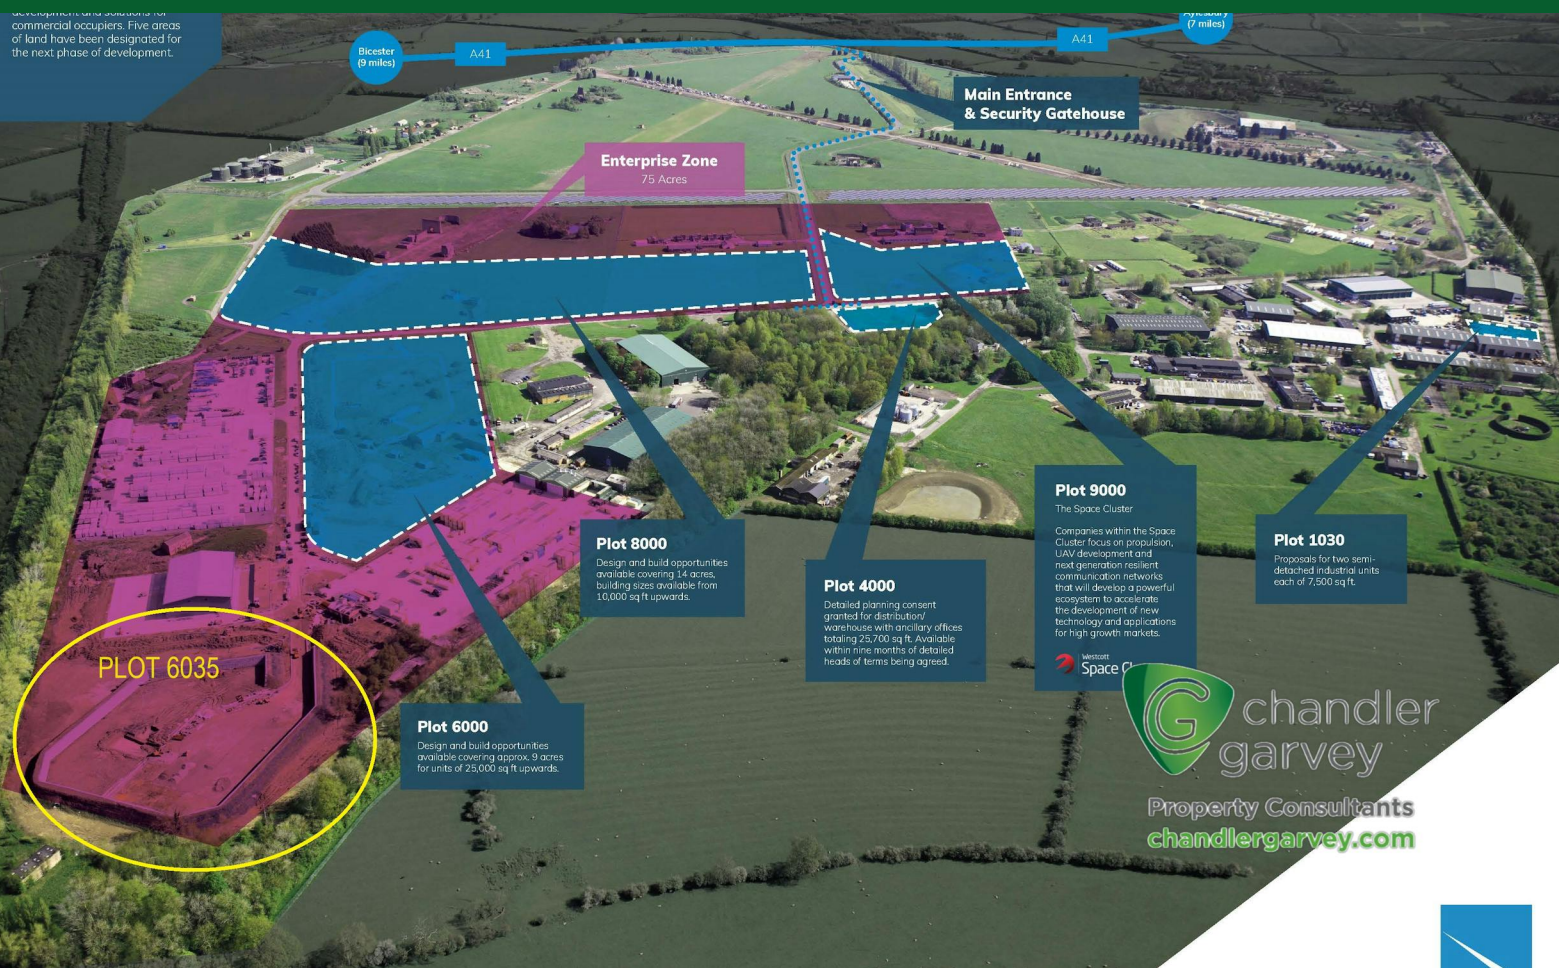 development and solutions for
commercial occupiers. Five areas
of land have been designated for
the next phase of development.
Bicester
(9 miles)
A41
A41
Aylesbury
(7 miles)
Main Entrance
& Security Gatehouse
Enterprise Zone
75 Acres
Plot 8000
Design and build opportunities
available covering 14 acres,
building sizes available from
10,000 sq ft upwards.
Plot 4000
Detailed planning consent
granted for distribution/
warehouse with ancillary offices
totaling 25,700 sq ft. Available
within nine months of detailed
heads of terms being agreed.
Plot 9000
The Space Cluster
Companies within the Space
Cluster focus on propulsion,
UAV development and
next generation resilient
communication networks
that will develop a powerful
ecosystem to accelerate
the development of new
technology and applications
for high growth markets.
Westcott
Space Cl
Plot 1030
Proposals for two semi-
detached industrial units
each of 7,500 sq ft.
PLOT 6035
Plot 6000
Design and build opportunities
available covering approx. 9 acres
for units of 25,000 sq ft upwards.
chandler
garvey
Property Consultants
chandlergarvey.com